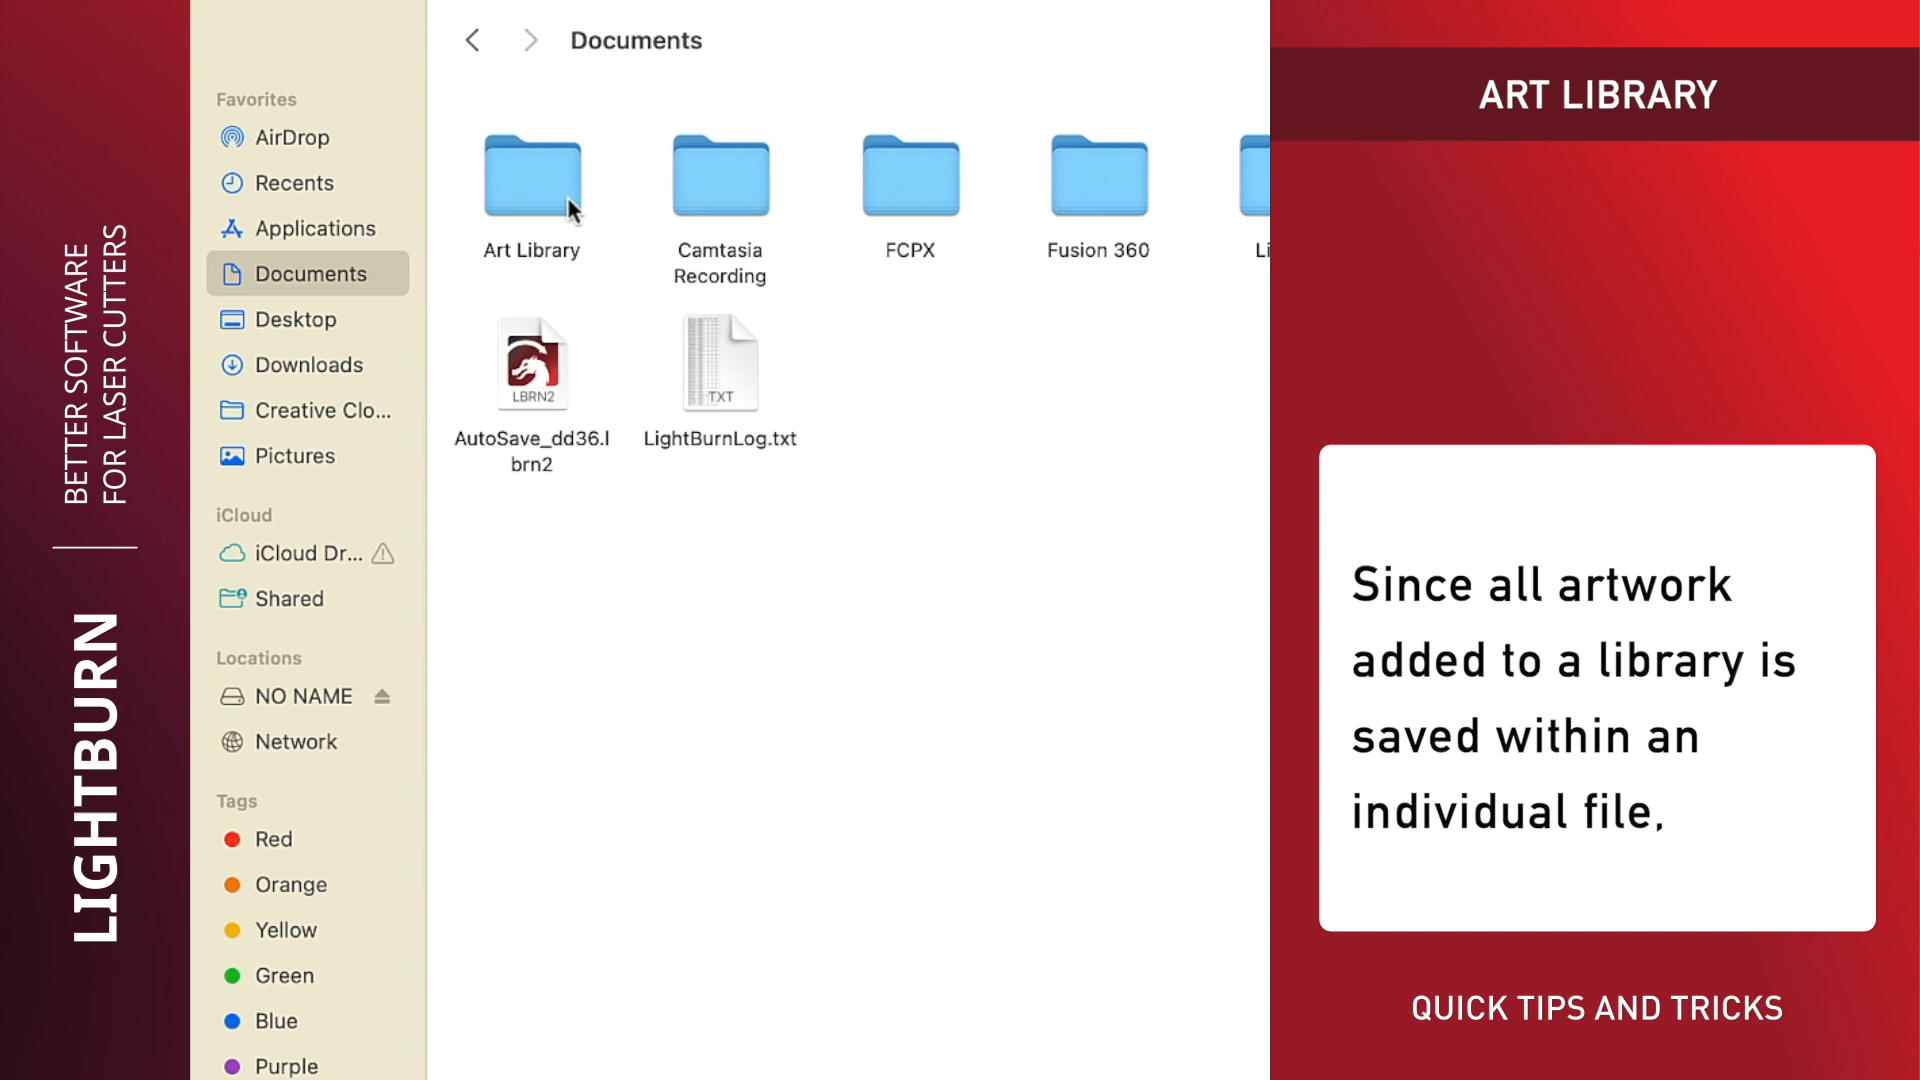 BETTER SOFTWARE
FOR LASER CUTTERS
LIGHTBURN
Favorites
AirDrop
Recents
Applications
Documents
Desktop
Downloads
Creative Clo...
Pictures
iCloud
iCloud Dr...
Shared
Locations
NO NAME
Network
Tags
Red
Orange
Yellow
Green
Blue
Purple
Documents
Art Library
Camtasia
Recording
FCPX
Fusion 360
Li
LBRN2
AutoSave_dd36.l
brn2
TXT
LightBurnLog.txt
ART LIBRARY
Since all artwork
added to a library is
saved within an
individual file,
QUICK TIPS AND TRICKS